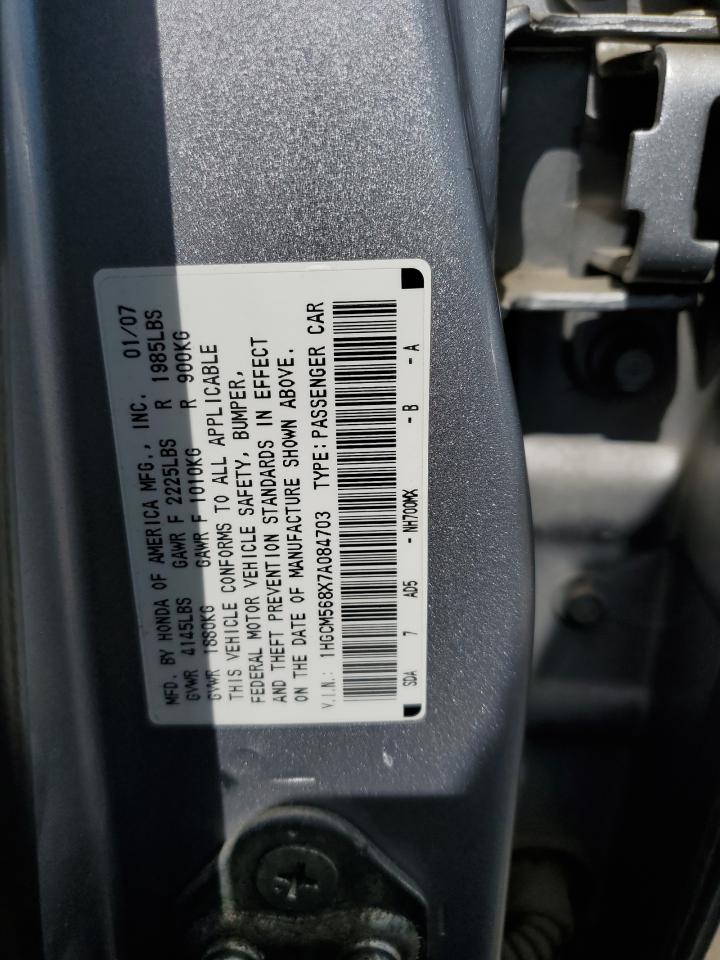 MFD. BY HONDA OF AMERICA MFG., INC. 01/07
GVWR 4145LBS GAWR F 2225LBS R 1985LBS
GVWR 1880KG GAWR F 1010KG R 900KG
THIS VEHICLE CONFORMS TO ALL APPLICABLE
FEDERAL MOTOR VEHICLE SAFETY, BUMPER,
AND THEFT PREVENTION STANDARDS IN EFFECT
ON THE DATE OF MANUFACTURE SHOWN ABOVE.
V.I.N.: 1HGCM568X7A084703 TYPE: PASSENGER CAR
SDA 7 AD5 - NH700MX - B - A